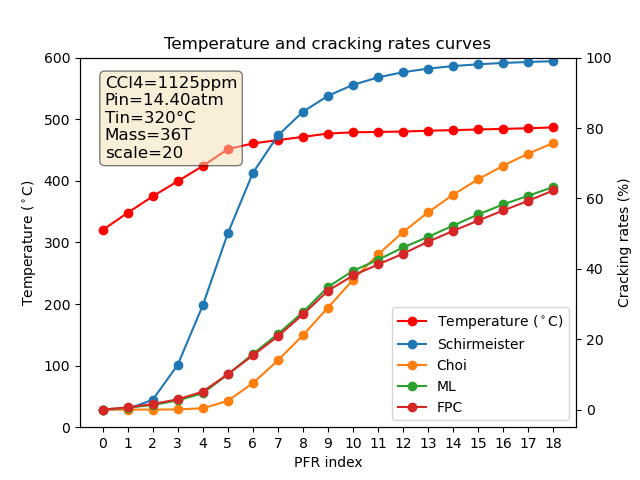 Temperature and cracking rates curves
CCl4=1125ppm
Pin=14.40atm
Tin=320°C
Mass=36T
scale=20
600
500
400
300
200
100
0
Temperature (°C)
100
80
60
40
20
0
Cracking rates (%)
Temperature (°C)
Schirmeister
Choi
ML
FPC
0 1 2 3 4 5 6 7 8 9 10 11 12 13 14 15 16 17 18
PFR index